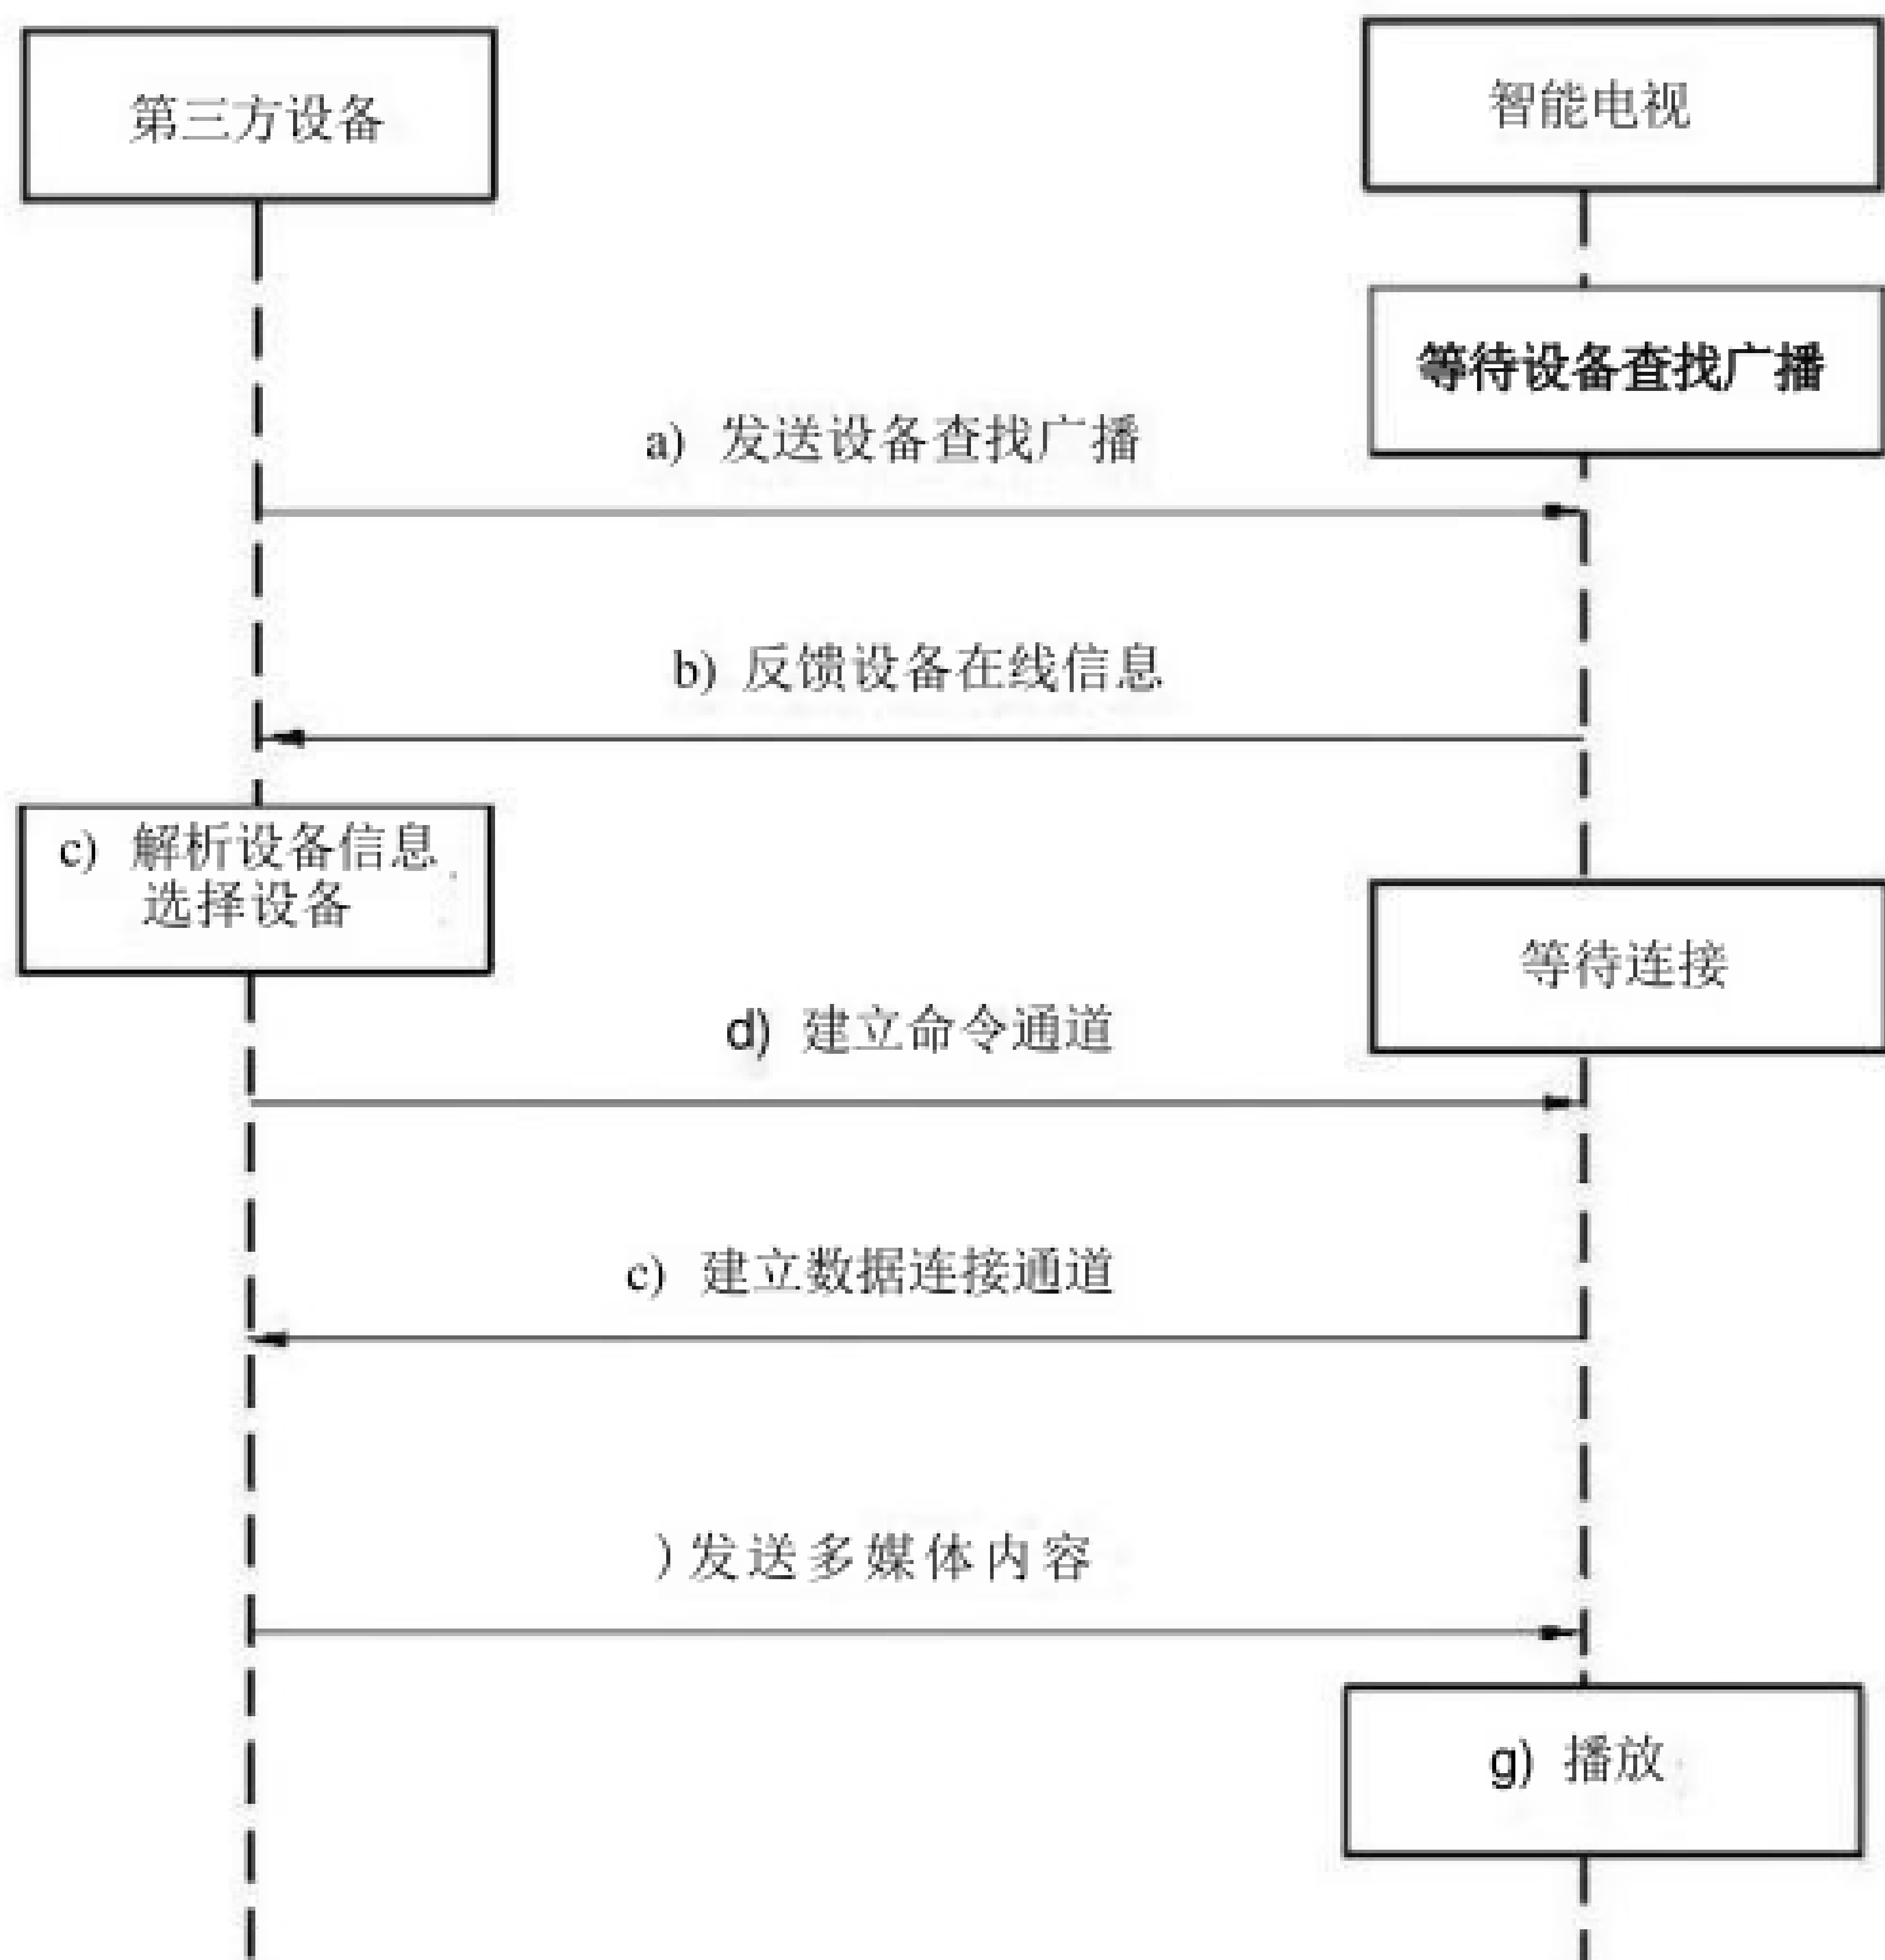 第三方设备
智能电视
等待设备查找广播
a) 发送设备查找广播
b) 反馈设备在线信息
c) 解析设备信息
选择设备
等待连接
d) 建立命令通道
c) 建立数据连接通道
)发送多媒体内容
g) 播放